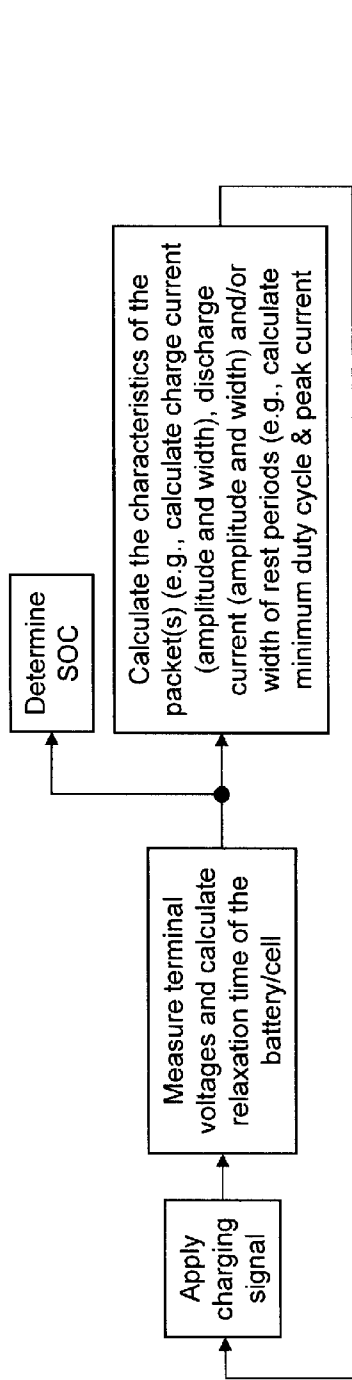 Apply
charging
signal
Measure terminal
voltages and calculate
relaxation time of the
battery/cell
Determine
SOC
Calculate the characteristics of the
packet(s) (e.g., calculate charge current
(amplitude and width), discharge
current (amplitude and width) and/or
width of rest periods (e.g., calculate
minimum duty cycle & peak current